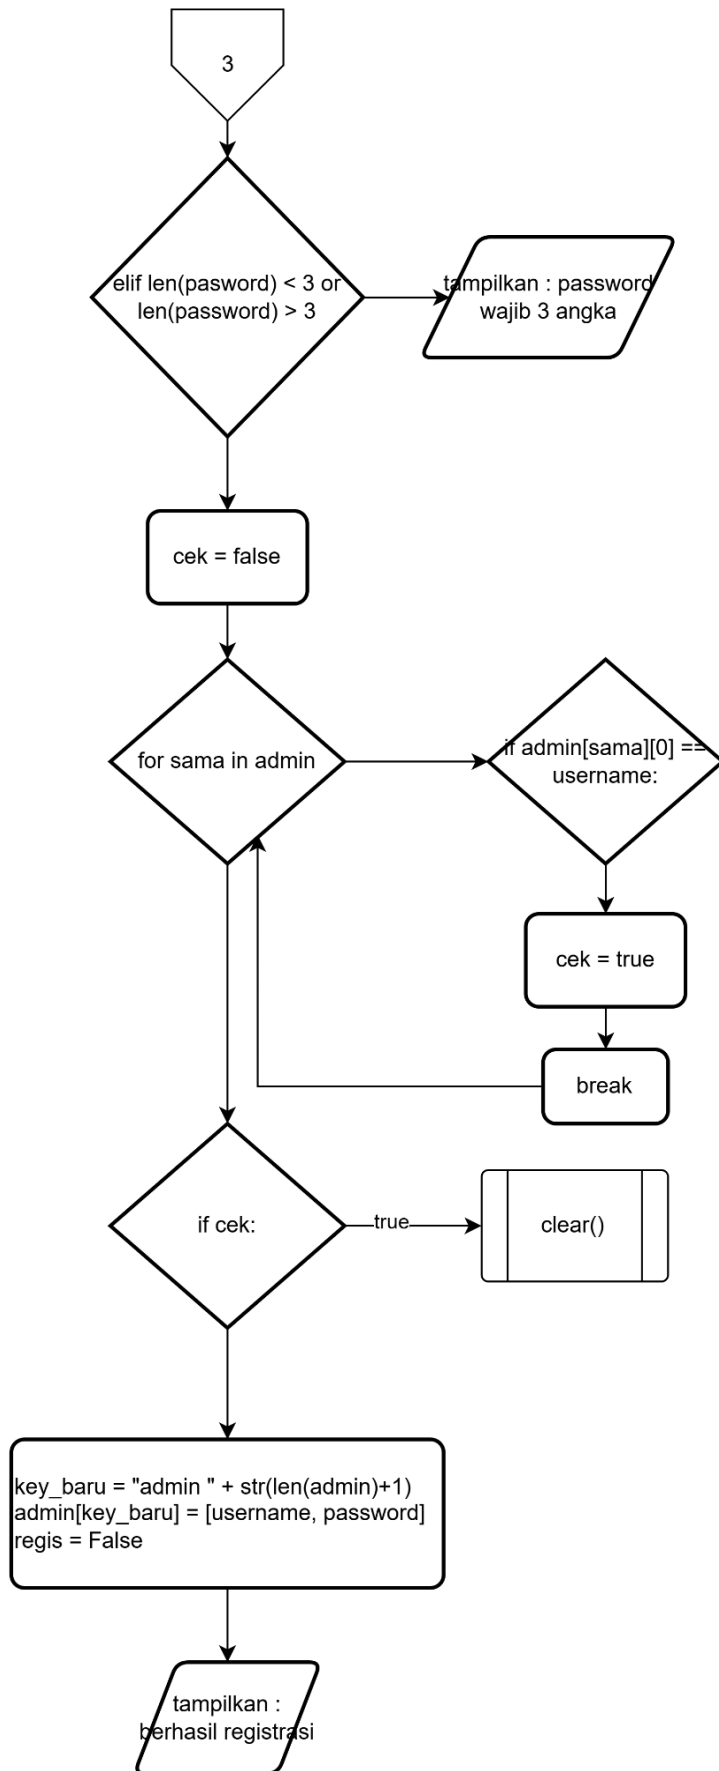 3
elif len(pasword) < 3 or
len(password) > 3
tampilkan : password
wajib 3 angka
cek = false
for sama in admin
if admin[sama][0] ==
username:
cek = true
break
if cek:
true
clear()
key_baru = "admin " + str(len(admin)+1)
admin[key_baru] = [username, password]
regis = False
tampilkan :
berhasil registrasi